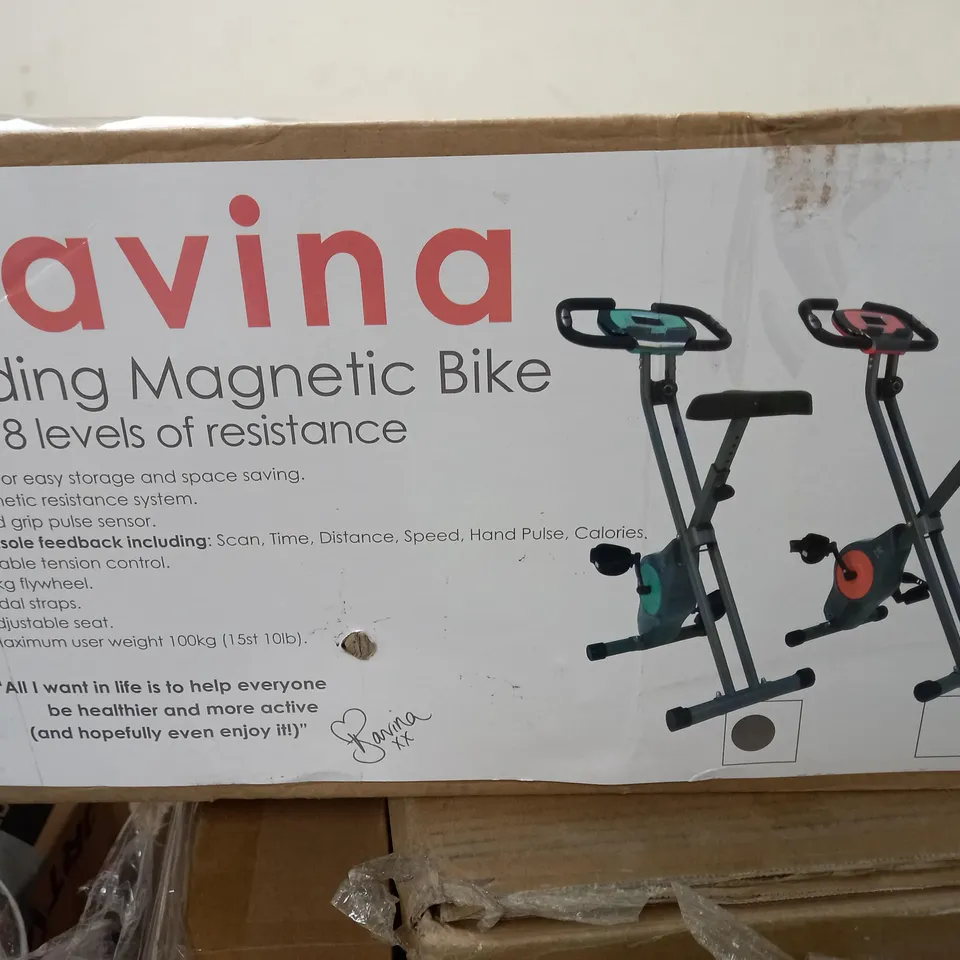 avina
ding Magnetic Bike
8 levels of resistance
or easy storage and space saving.
netic resistance system.
d grip pulse sensor.
sole feedback including: Scan, Time, Distance, Speed, Hand Pulse, Calories.
able tension control.
kg flywheel.
dal straps.
djustable seat.
Maximum user weight 100kg (15st 10lb).
"All I want in life is to help everyone
be healthier and more active
(and hopefully even enjoy it!)"
Davina
xx